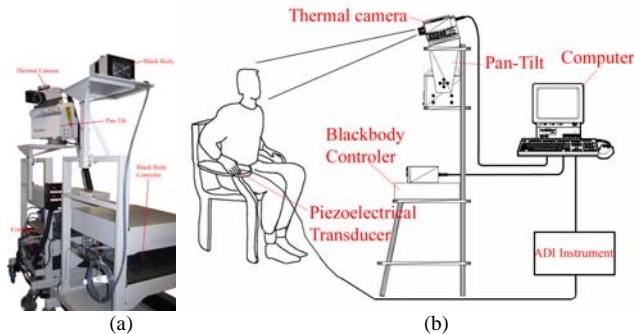 Thermal Camera
Black Body
Pan Tilt
Black Body
Controler
(a)
Thermal camera
Pan-Tilt
Computer
Blackbody
Controler
Piezoelectrical
Transducer
ADI Instrument
(b)